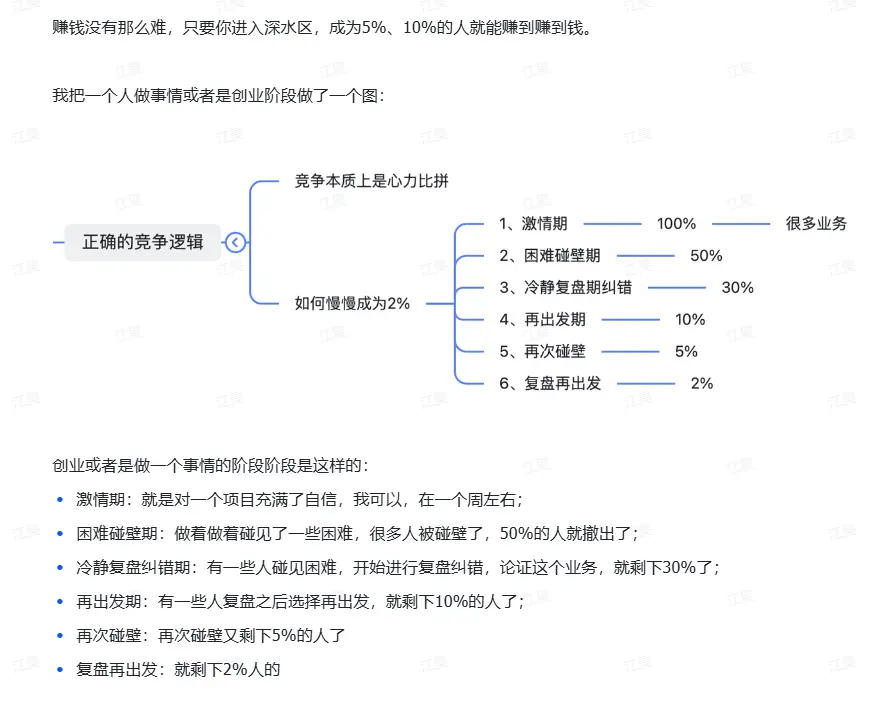 赚钱没有那么难，只要你进入深水区，成为5%、10%的人就能赚到赚到钱。
我把一个人做事情或者是创业阶段做了一个图：
竞争本质上是心力比拼
正确的竞争逻辑
如何慢慢成为2%
1、激情期 100% 很多业务
2、困难碰壁期 50%
3、冷静复盘期纠错 30%
4、再出发期 10%
5、再次碰壁 5%
6、复盘再出发 2%
创业或者是做一个事情的阶段阶段是这样的：
• 激情期：就是对一个项目充满了自信，我可以，在一个周左右；
• 困难碰壁期：做着做着碰见了一些困难，很多人被碰壁了，50%的人就撤出了；
• 冷静复盘纠错期：有一些人碰见困难，开始进行复盘纠错，论证这个业务，就剩下30%了；
• 再出发期：有一些人复盘之后选择再出发，就剩下10%的人了；
• 再次碰壁：再次碰壁又剩下5%的人了
• 复盘再出发：就剩下2%人的